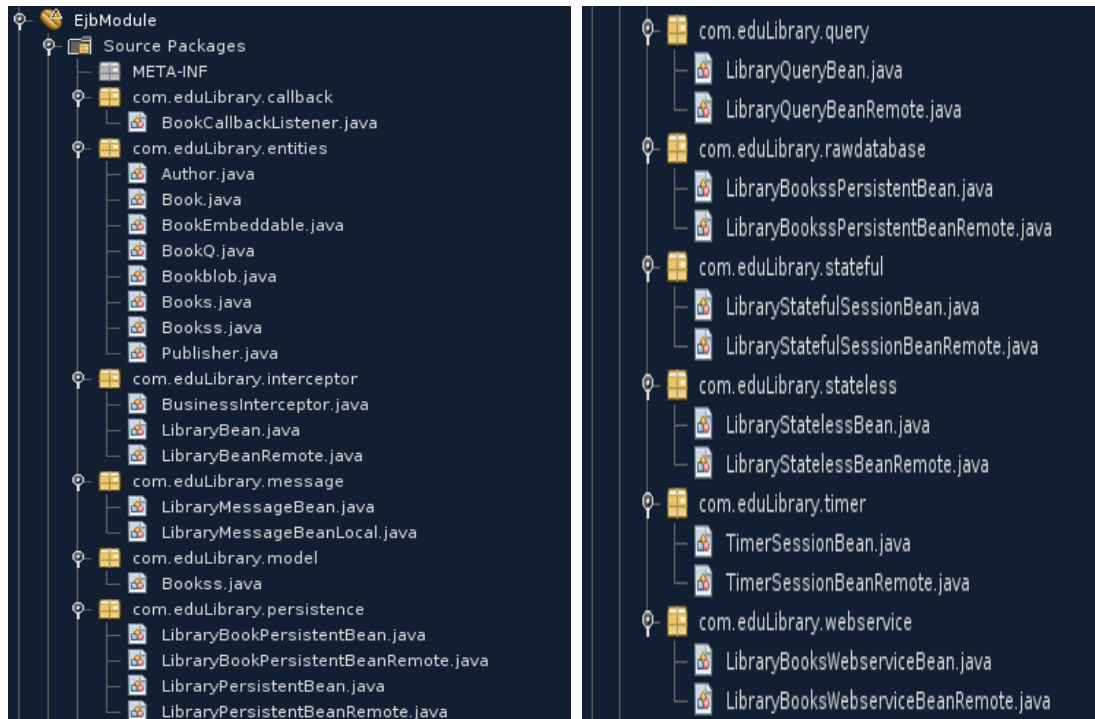 EjbModule
Source Packages
META-INF
com.eduLibrary.callback
BookCallbackListener.java
com.eduLibrary.entities
Author.java
Book.java
BookEmbeddable.java
BookQ.java
Bookblob.java
Books.java
Bookss.java
Publisher.java
com.eduLibrary.interceptor
BusinessInterceptor.java
LibraryBean.java
LibraryBeanRemote.java
com.eduLibrary.message
LibraryMessageBean.java
LibraryMessageBeanLocal.java
com.eduLibrary.model
Bookss.java
com.eduLibrary.persistence
LibraryBookPersistentBean.java
LibraryBookPersistentBeanRemote.java
LibraryPersistentBean.java
LibraryPersistentBeanRemote.java
com.eduLibrary.query
LibraryQueryBean.java
LibraryQueryBeanRemote.java
com.eduLibrary.rawdatabase
LibraryBookssPersistentBean.java
LibraryBookssPersistentBeanRemote.java
com.eduLibrary.stateful
LibraryStatefulSessionBean.java
LibraryStatefulSessionBeanRemote.java
com.eduLibrary.stateless
LibraryStatelessBean.java
LibraryStatelessBeanRemote.java
com.eduLibrary.timer
TimerSessionBean.java
TimerSessionBeanRemote.java
com.eduLibrary.webservice
LibraryBooksWebserviceBean.java
LibraryBooksWebserviceBeanRemote.java